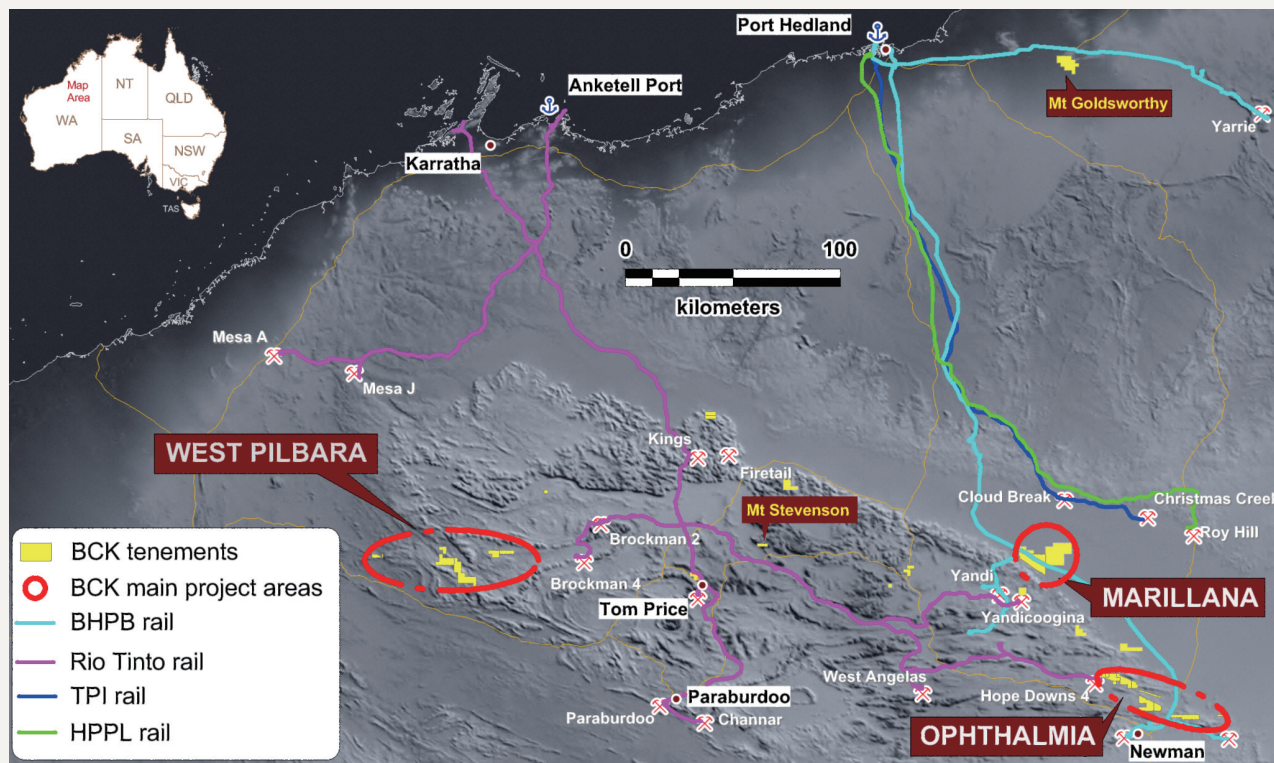 Port Hedland
Anketell Port
Karratha
Map
Area
NT
QLD
WA
SA
NSW
VIC
TAS
Mt Goldsworthy
Yarrie
0 100
kilometers
Mesa A
Mesa J
WEST PILBARA
Kings
Firetail
Mt Stevenson
Cloud Break
Christmas Creek
Roy Hill
Brockman 2
Brockman 4
Yandi
MARILLANA
Tom Price
Yandicoogina
West Angelas
Hope Downs 4
Paraburdoo
Paraburdoo
Channar
OPHTHALMIA
Newman
BCK tenements
BCK main project areas
BHPB rail
Rio Tinto rail
TPI rail
HPPL rail